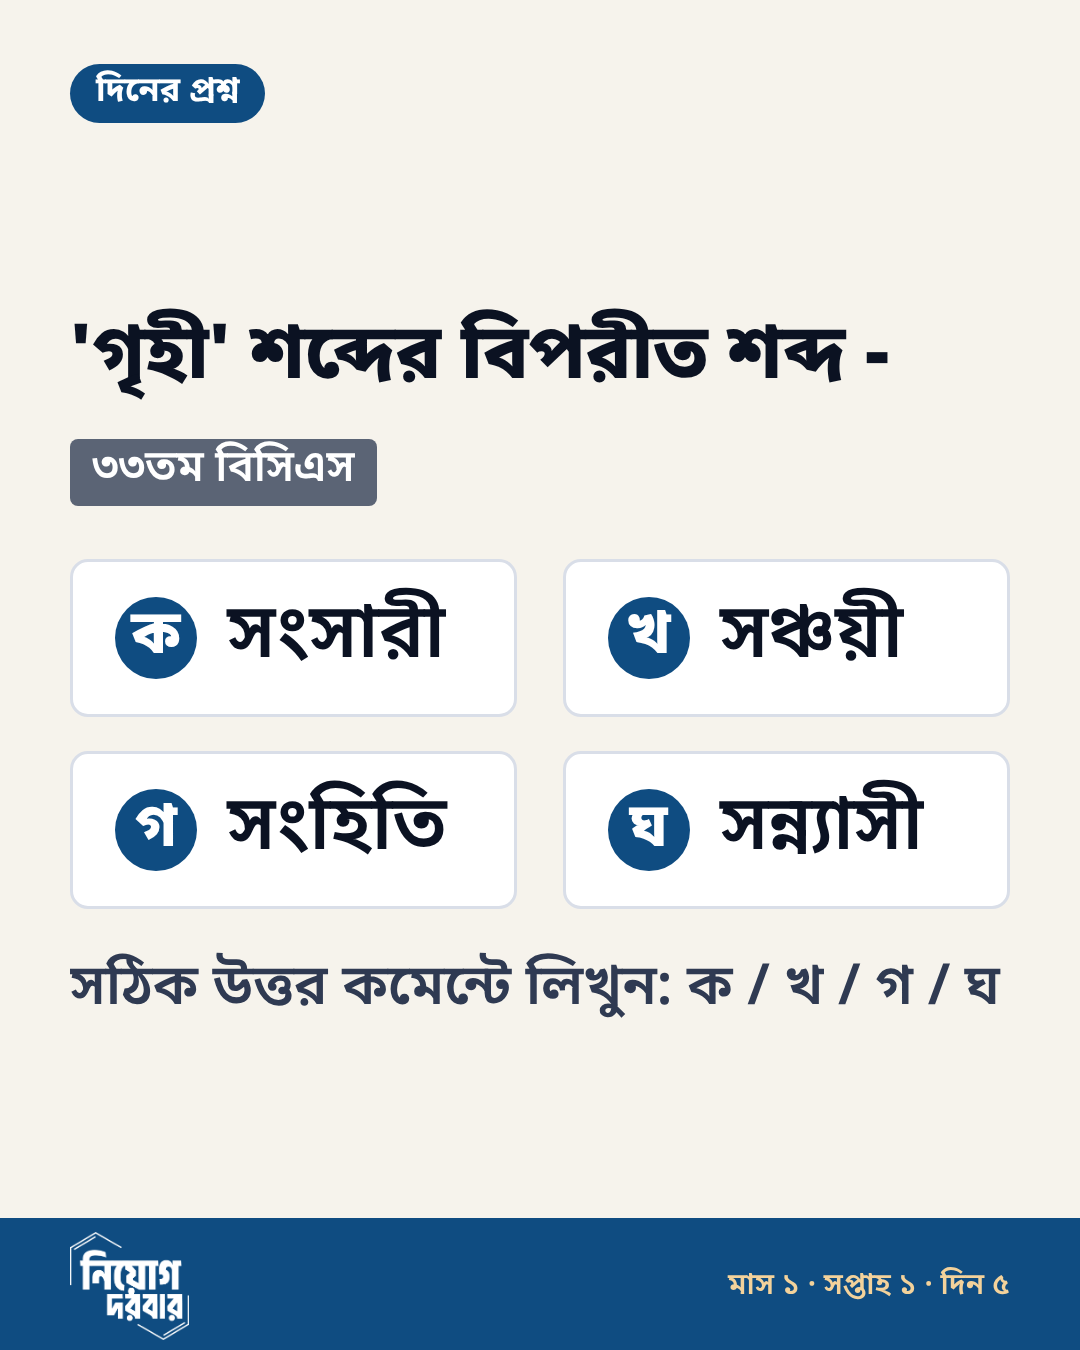 দিনের প্রশ্ন
'গৃহী' শব্দের বিপরীত শব্দ -
৩৩তম বিসিএস
ক সংসারী
খ সঞ্চয়ী
গ সংহিতি
ঘ সন্ন্যাসী
সঠিক উত্তর কমেন্টে লিখুন: ক / খ / গ / ঘ
নিয়োগ
দরবার
মাস ১ · সপ্তাহ ১ · দিন ৫